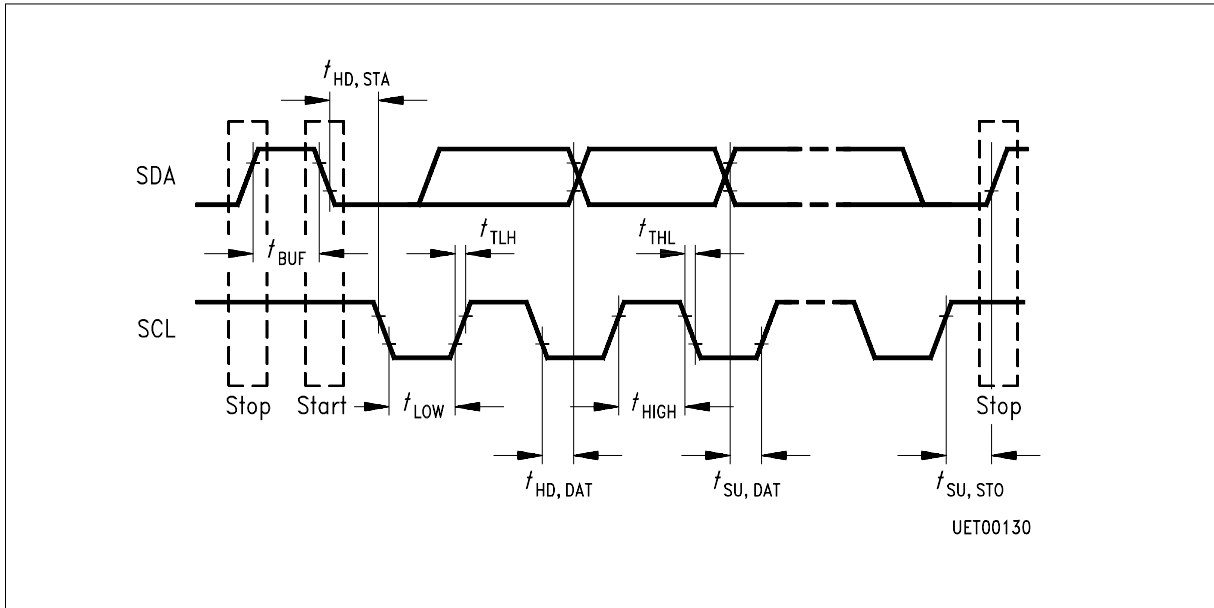 t HD, STA
SDA
t BUF
t TLH
t THL
SCL
Stop
Start
t LOW
t HIGH
Stop
t HD, DAT
t SU, DAT
t SU, STO
UET00130